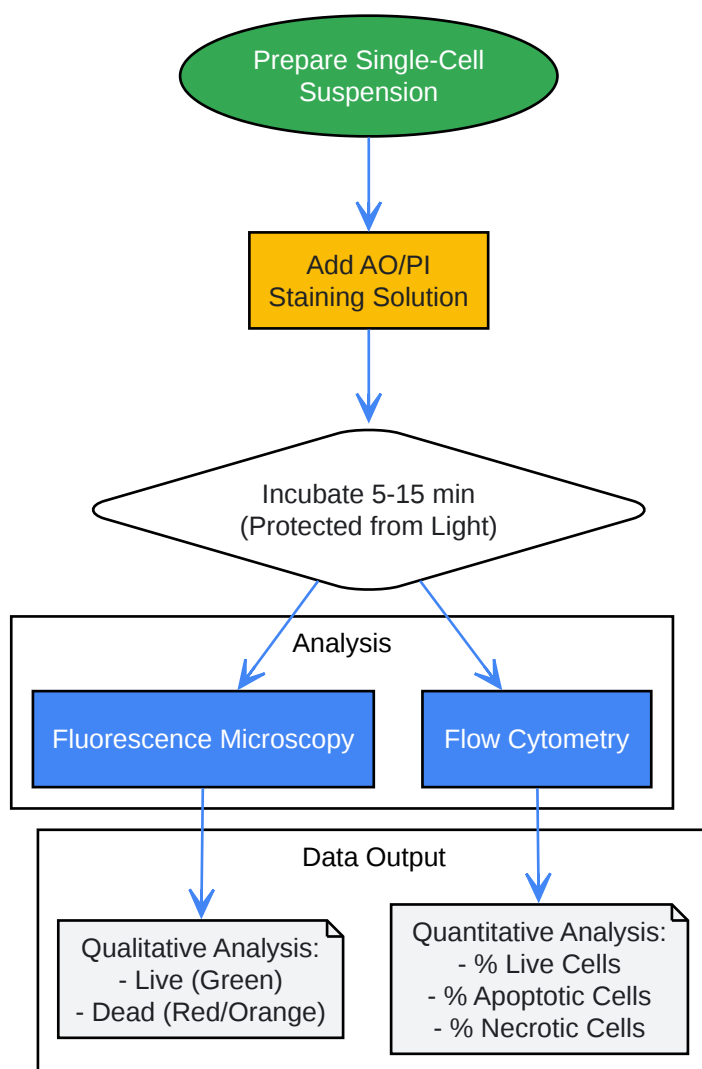 Prepare Single-Cell
Suspension
Add AO/PI
Staining Solution
Incubate 5-15 min
(Protected from Light)
Analysis
Fluorescence Microscopy
Flow Cytometry
Data Output
Qualitative Analysis:
- Live (Green)
- Dead (Red/Orange)
Quantitative Analysis:
- % Live Cells
- % Apoptotic Cells
- % Necrotic Cells